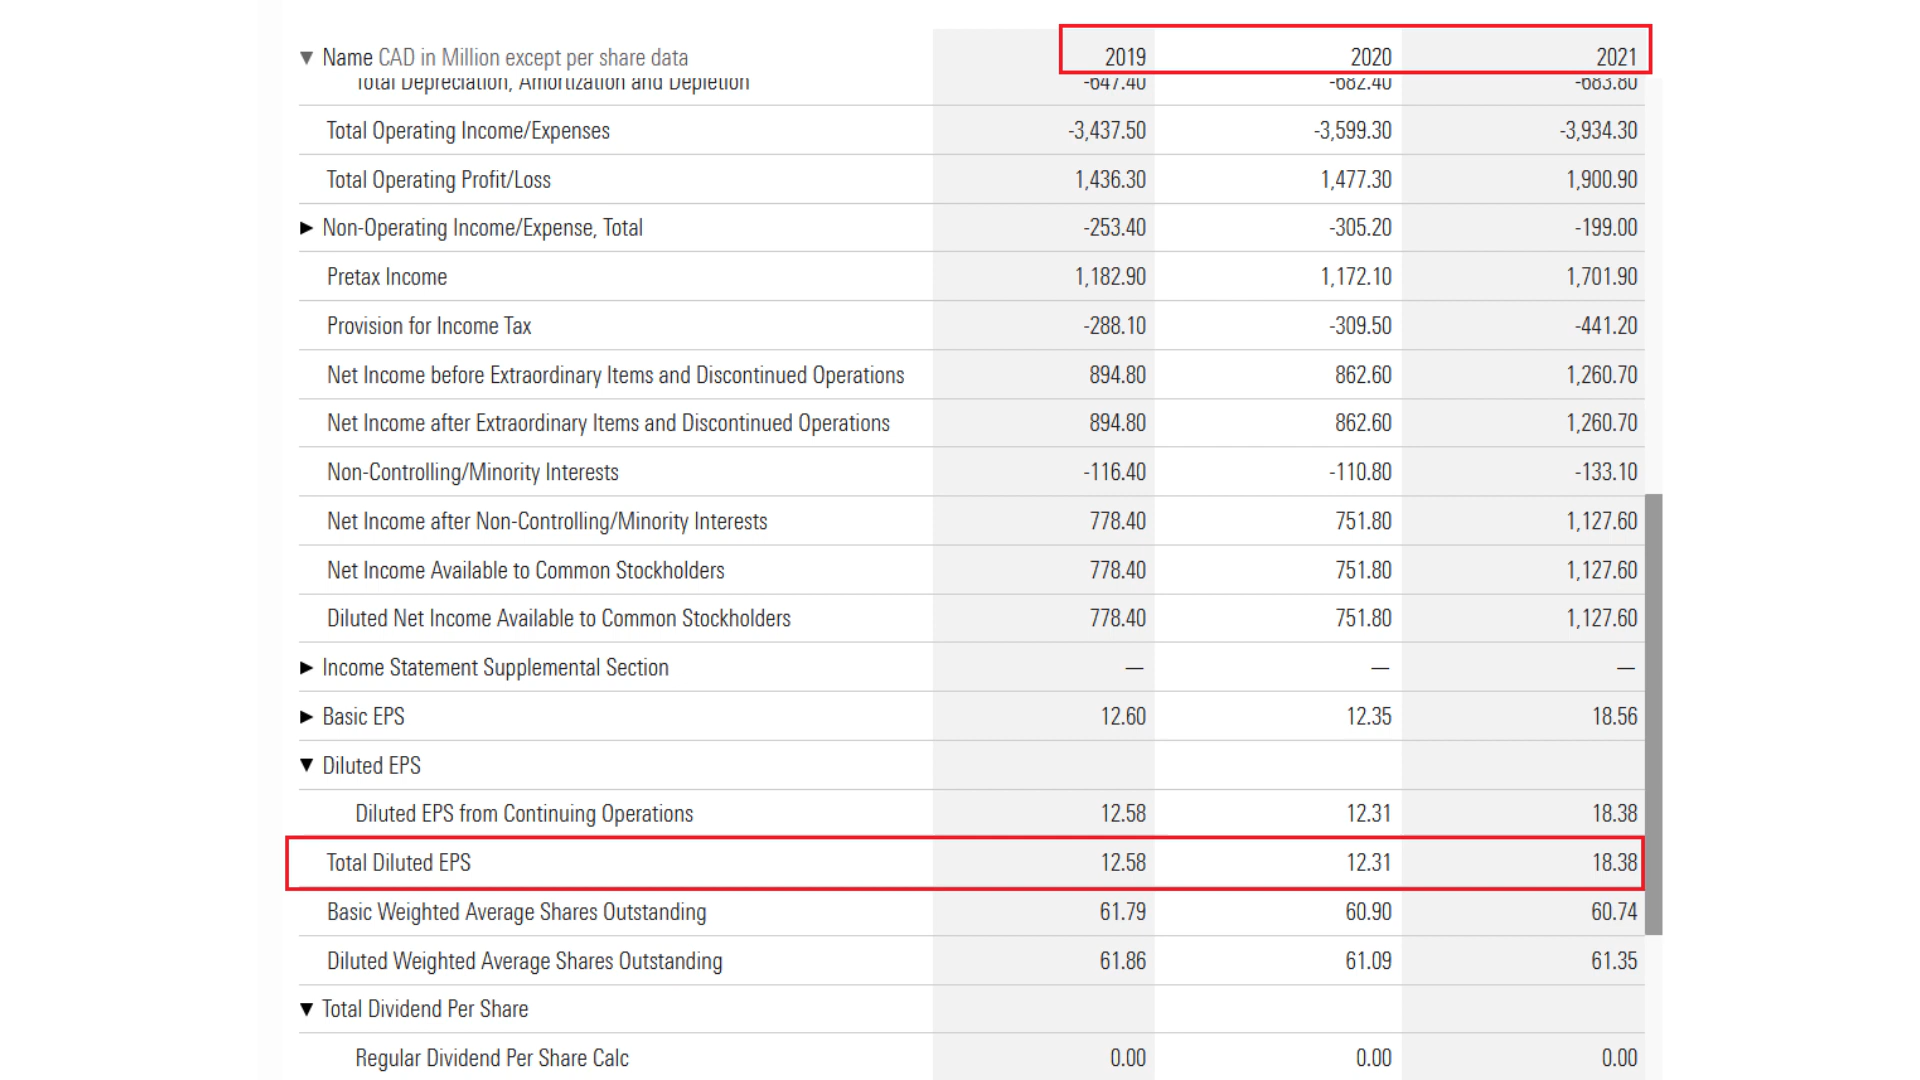 ▼ Name CAD in Million except per share data 2019 2020 2021
Total Depreciation, Amortization and Depletion -647.40 -682.40 -683.80
Total Operating Income/Expenses -3,437.50 -3,599.30 -3,934.30
Total Operating Profit/Loss 1,436.30 1,477.30 1,900.90
► Non-Operating Income/Expense, Total -253.40 -305.20 -199.00
Pretax Income 1,182.90 1,172.10 1,701.90
Provision for Income Tax -288.10 -309.50 -441.20
Net Income before Extraordinary Items and Discontinued Operations 894.80 862.60 1,260.70
Net Income after Extraordinary Items and Discontinued Operations 894.80 862.60 1,260.70
Non-Controlling/Minority Interests -116.40 -110.80 -133.10
Net Income after Non-Controlling/Minority Interests 778.40 751.80 1,127.60
Net Income Available to Common Stockholders 778.40 751.80 1,127.60
Diluted Net Income Available to Common Stockholders 778.40 751.80 1,127.60
► Income Statement Supplemental Section — — —
► Basic EPS 12.60 12.35 18.56
▼ Diluted EPS
Diluted EPS from Continuing Operations 12.58 12.31 18.38
Total Diluted EPS 12.58 12.31 18.38
Basic Weighted Average Shares Outstanding 61.79 60.90 60.74
Diluted Weighted Average Shares Outstanding 61.86 61.09 61.35
▼ Total Dividend Per Share
Regular Dividend Per Share Calc 0.00 0.00 0.00